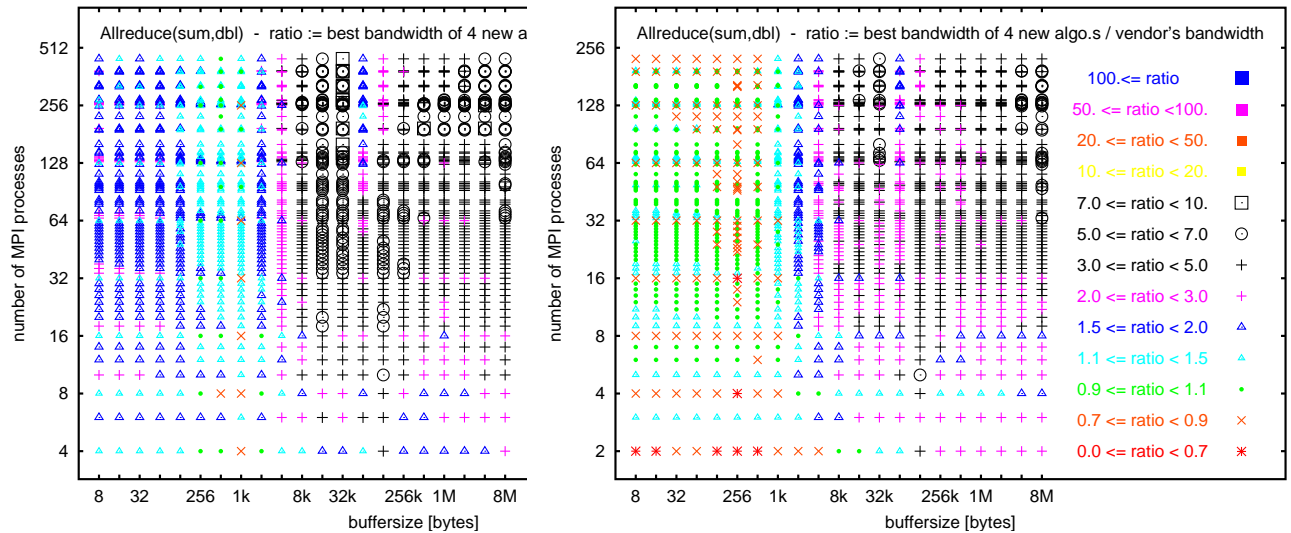 Allreduce(sum,dbl) - ratio := best bandwidth of 4 new a
number of MPI processes
512
256
128
64
32
16
8
4
8 32 256 1k 8k 32k 256k 1M 8M
buffersize [bytes]
Allreduce(sum,dbl) - ratio := best bandwidth of 4 new algo.s / vendor's bandwidth
number of MPI processes
256
128
64
32
16
8
4
2
8 32 256 1k 8k 32k 256k 1M 8M
buffersize [bytes]
100.<= ratio
50. <= ratio <100.
20. <= ratio < 50.
10. <= ratio < 20.
7.0 <= ratio < 10.
5.0 <= ratio < 7.0
3.0 <= ratio < 5.0
2.0 <= ratio < 3.0
1.5 <= ratio < 2.0
1.1 <= ratio < 1.5
0.9 <= ratio < 1.1
0.7 <= ratio < 0.9
0.0 <= ratio < 0.7